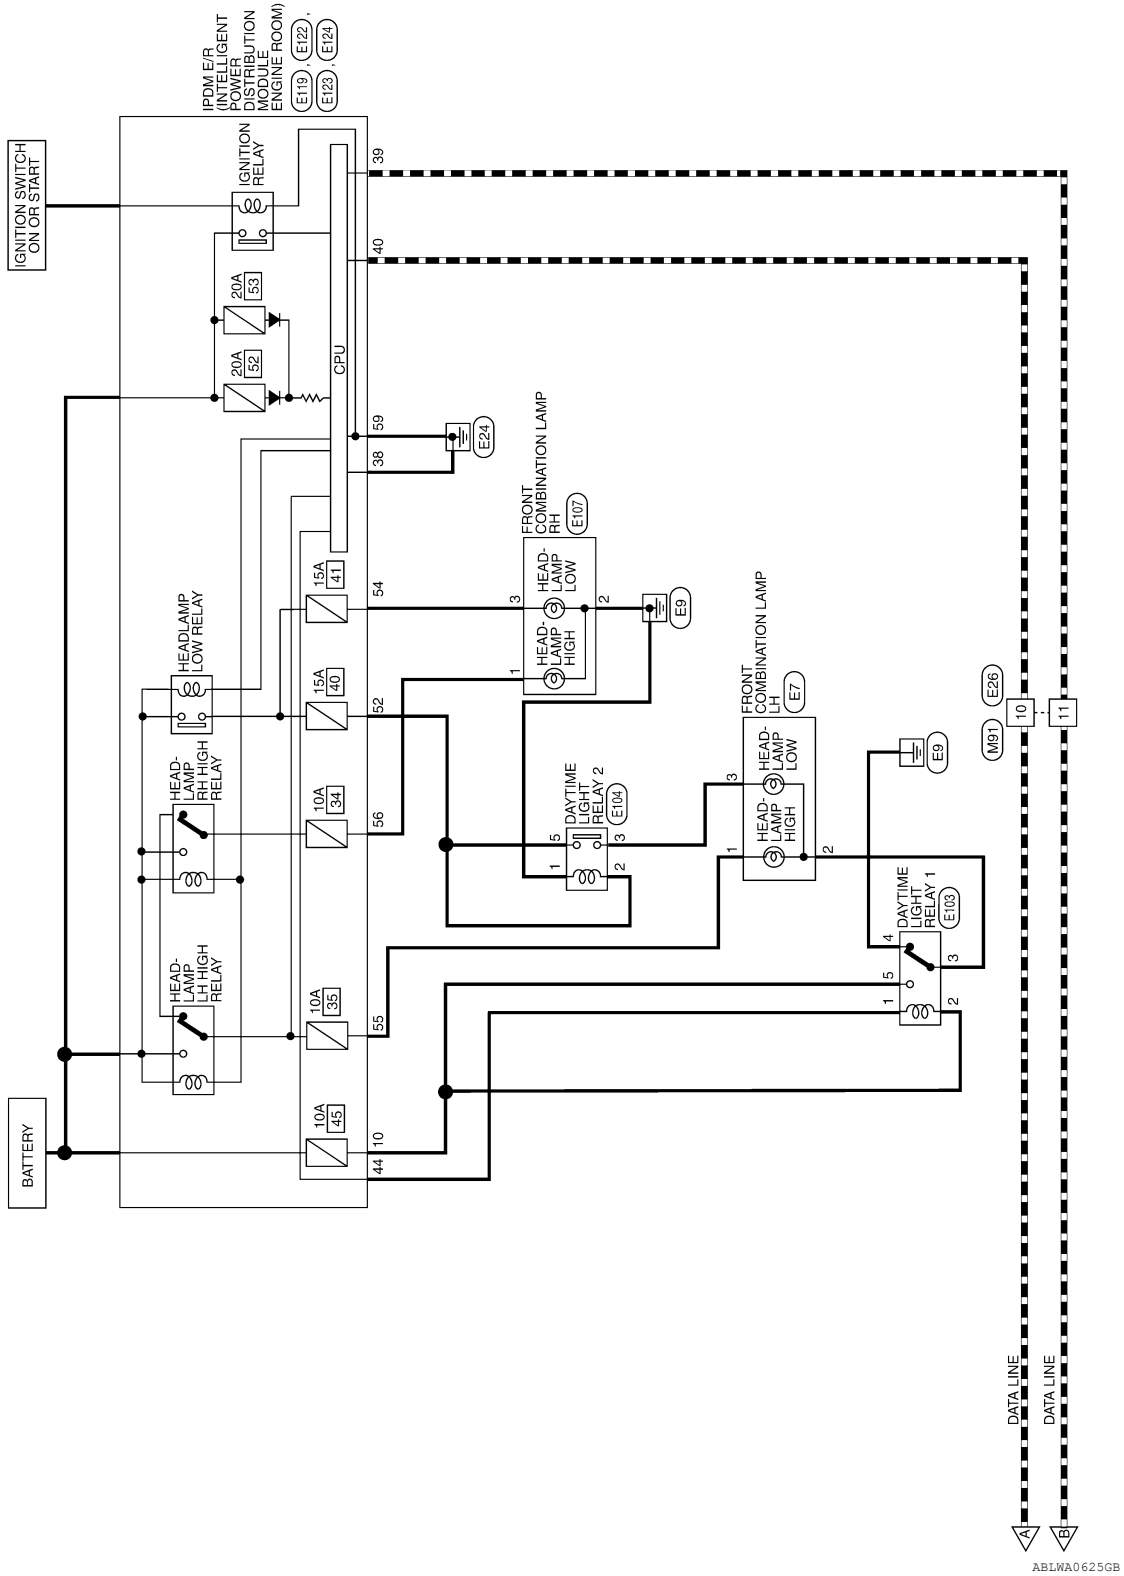 BATTERY
IGNITION SWITCH
ON OR START
IPDM E/R
(INTELLIGENT
POWER
DISTRIBUTION
MODULE
ENGINE ROOM)
E119 , E122 ,
E123 , E124
HEAD-
LAMP
LH HIGH
RELAY
HEAD-
LAMP
RH HIGH
RELAY
HEADLAMP
LOW RELAY
20A
52
20A
53
IGNITION
RELAY
10A
45
10A
35
10A
34
15A
40
15A
41
CPU
44
10
55
56
52
54
38
59
40
39
E24
FRONT
COMBINATION LAMP
RH
E107
1
3
HEAD-
LAMP
HIGH
HEAD-
LAMP
LOW
2
E9
DAYTIME
LIGHT
RELAY 2
E104
1
5
2
3
FRONT
COMBINATION LAMP
LH
E7
1
3
HEAD-
LAMP
HIGH
HEAD-
LAMP
LOW
2
DAYTIME
LIGHT
RELAY 1
E103
1
5
4
2
3
E9
M91
E26
10
11
DATA LINE
DATA LINE
A
B
ABLWA0625GB